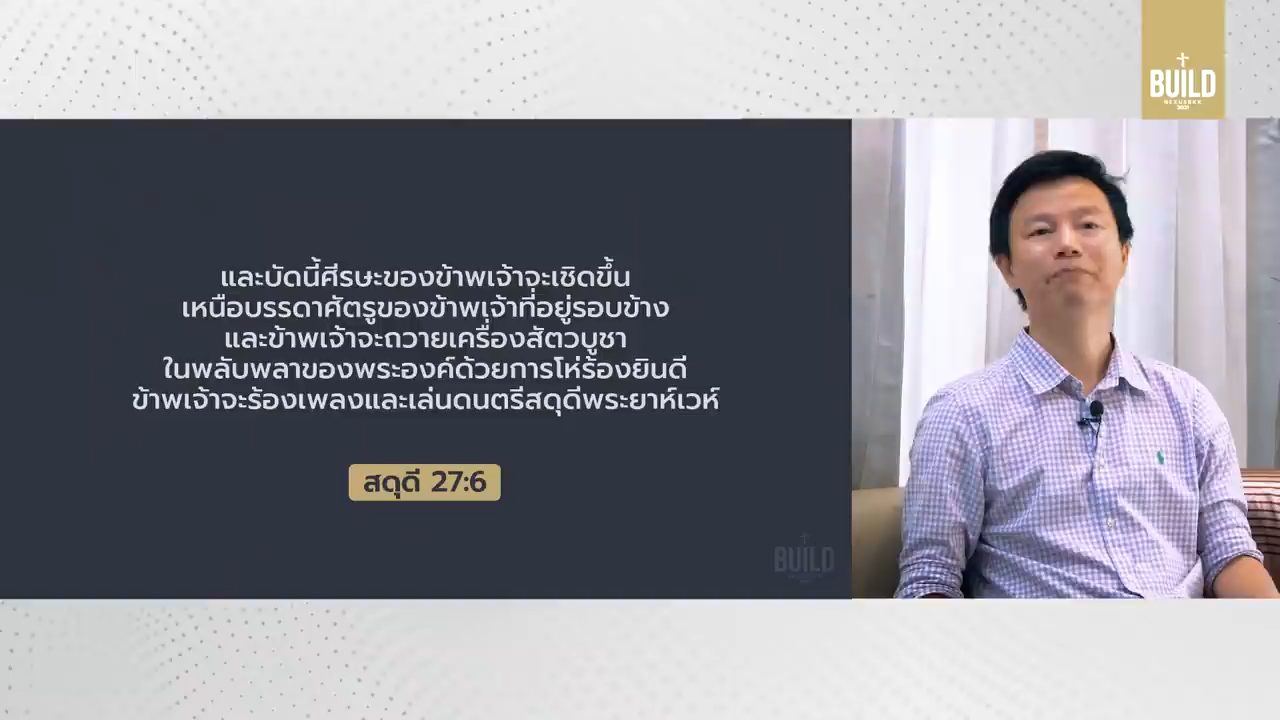 BUILD
NEXUSBKK
2021
และบัดนี้ศีรษะของข้าพเจ้าจะเชิดขึ้น
เหนือบรรดาศัตรูของข้าพเจ้าที่อยู่รอบข้าง
และข้าพเจ้าจะถวายเครื่องสัตวบูชา
ในพลับพลาของพระองค์ด้วยการโห่ร้องยินดี
ข้าพเจ้าจะร้องเพลงและเล่นดนตรีสดุดีพระยาห์เวห์
สดุดี 27:6
BUILD